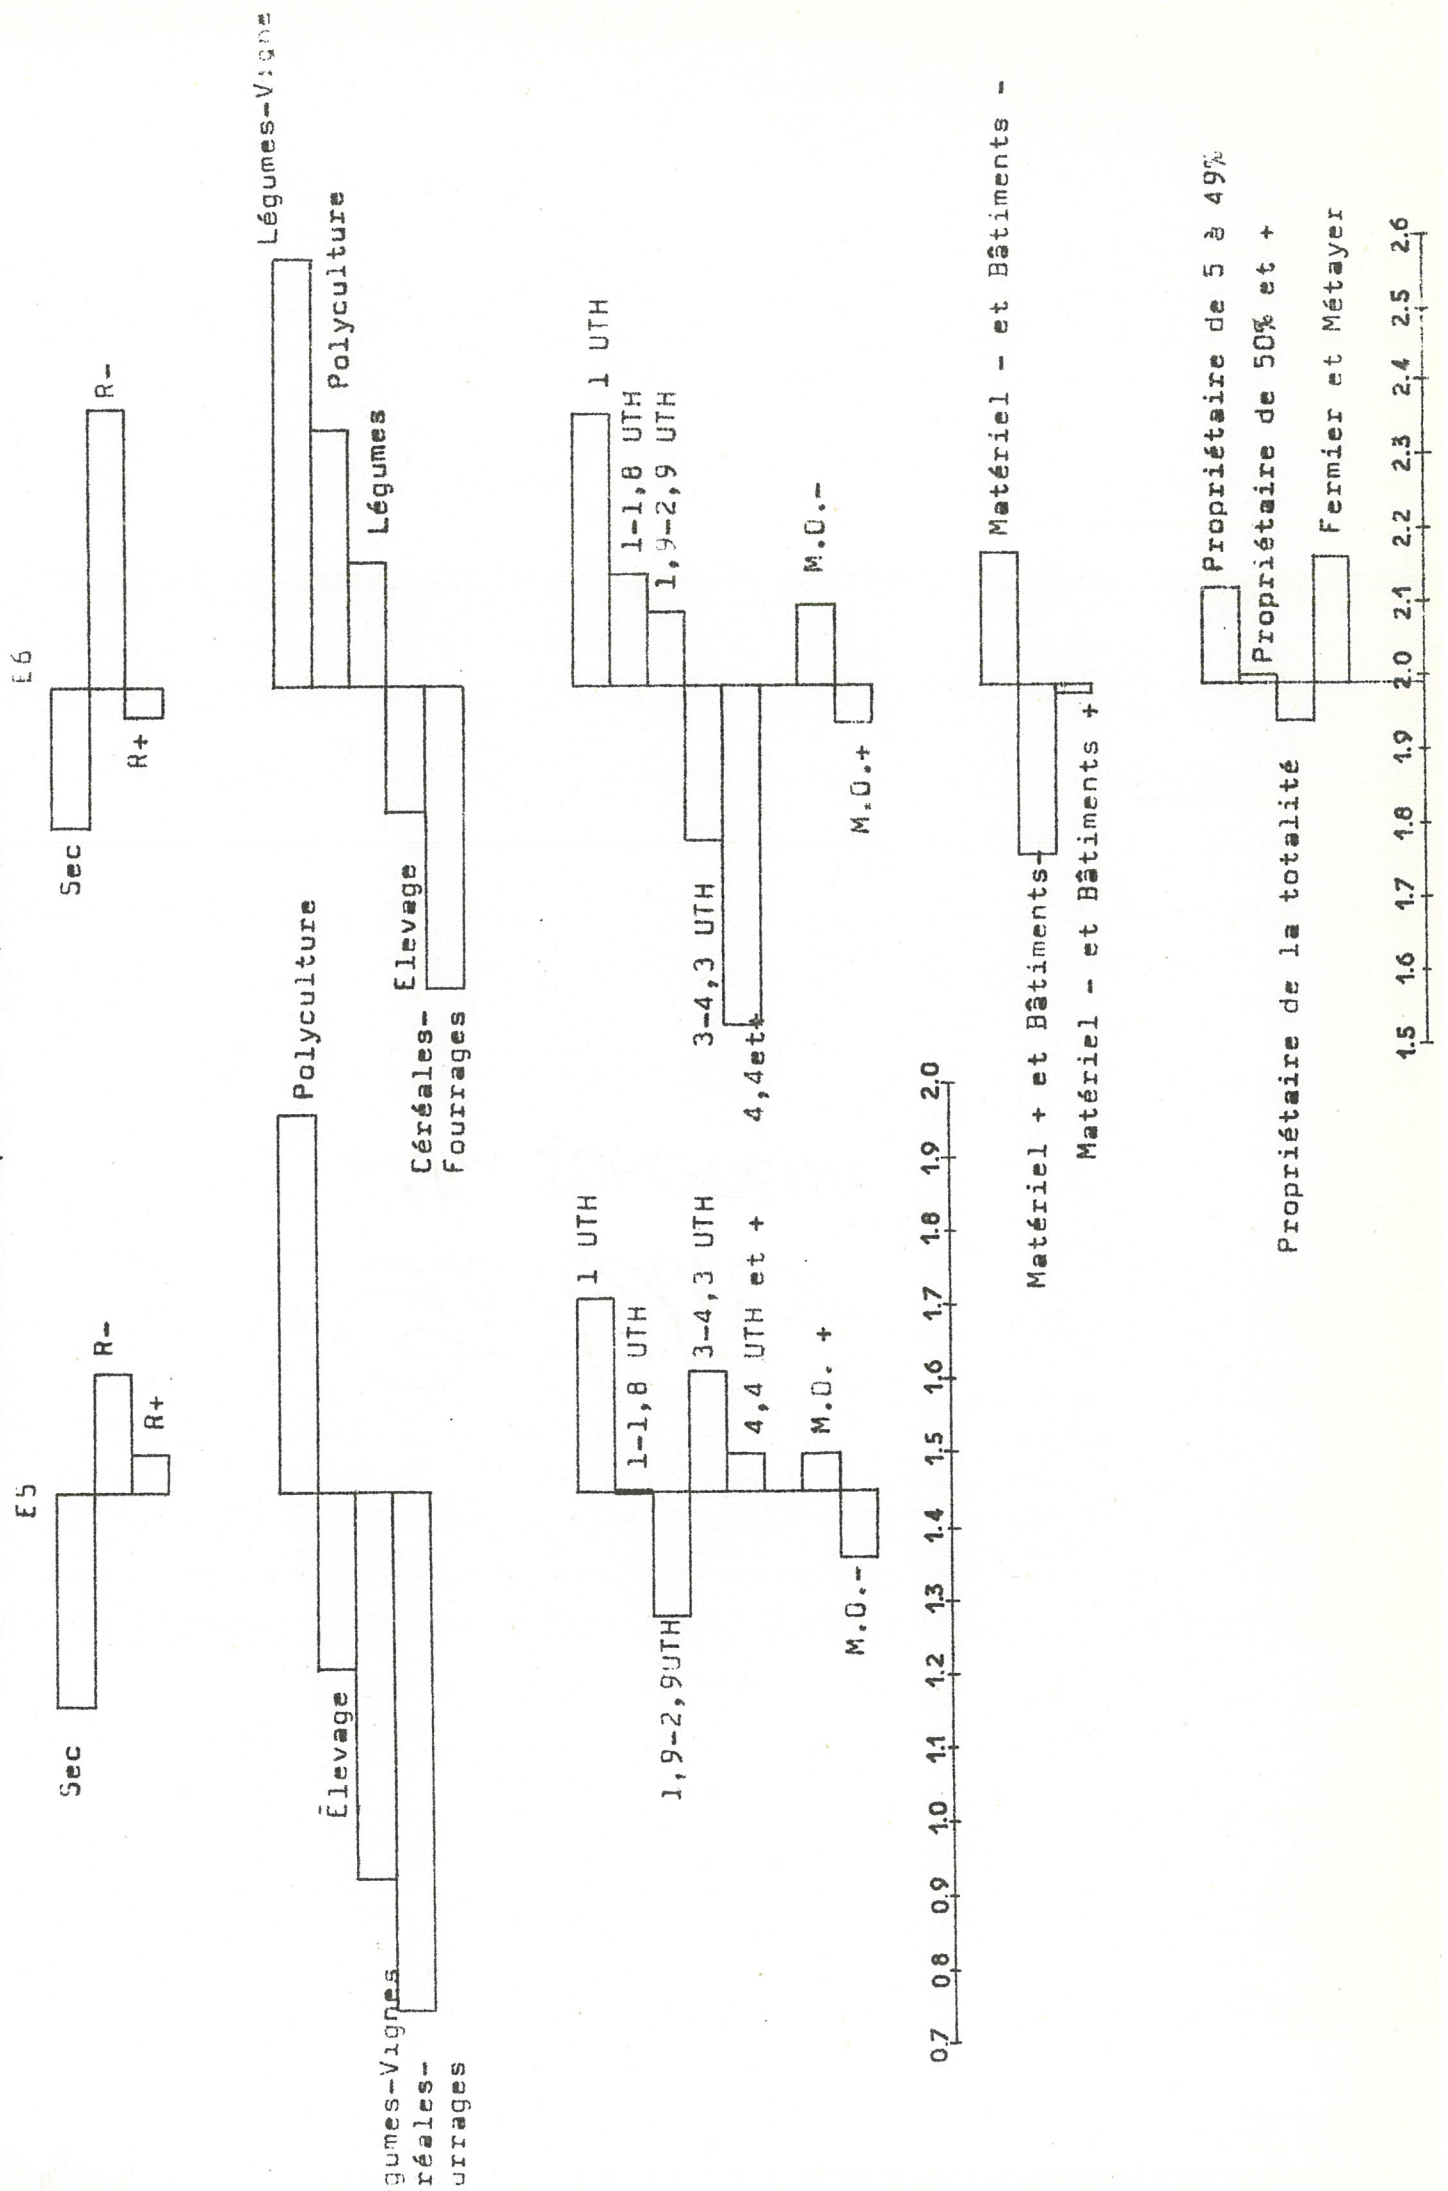 E5
Sec
R-
R+
Polyculture
Élevage
gumes-Vignes
réales-
urrages
1 UTH
1-1,8 UTH
1,9-2,9UTH
3-4,3 UTH
4,4 UTH et +
M.O. +
M.O.-
0.7 0.8 0.9 1.0 1.1 1.2 1.3 1.4 1.5 1.6 1.7 1.8 1.9 2.0
E6
Sec
R-
R+
Légumes-Vigne
Polyculture
Légumes
Elevage
Céréales-
Fourrages
1 UTH
1-1,8 UTH
1,9-2,9 UTH
3-4,3 UTH
4,4et+
M.O.-
M.O.+
Matériel - et Bâtiments -
Matériel + et Bâtiments-
Matériel - et Bâtiments +
Propriétaire de 5 à 49%
Propriétaire de 50% et +
Propriétaire de la totalité
Fermier et Métayer
1.5 1.6 1.7 1.8 1.9 2.0 2.1 2.2 2.3 2.4 2.5 2.6